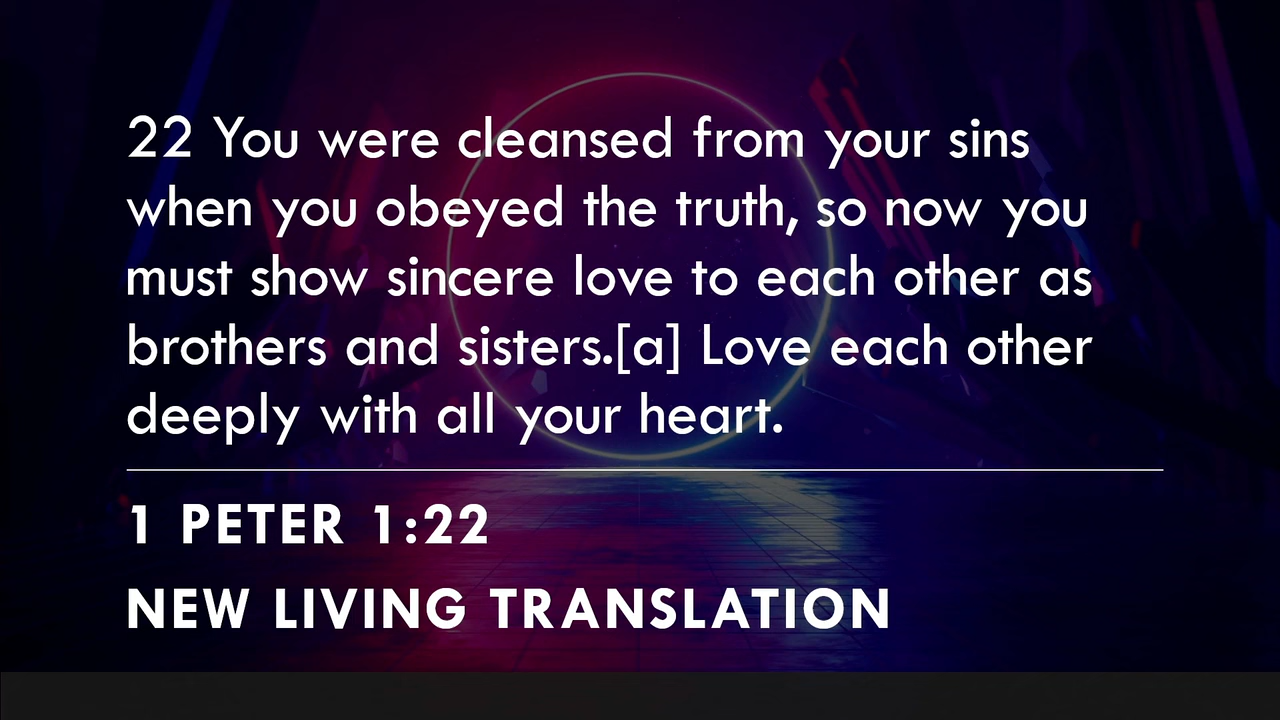 22 You were cleansed from your sins
when you obeyed the truth, so now you
must show sincere love to each other as
brothers and sisters.[a] Love each other
deeply with all your heart.
1 PETER 1:22
NEW LIVING TRANSLATION